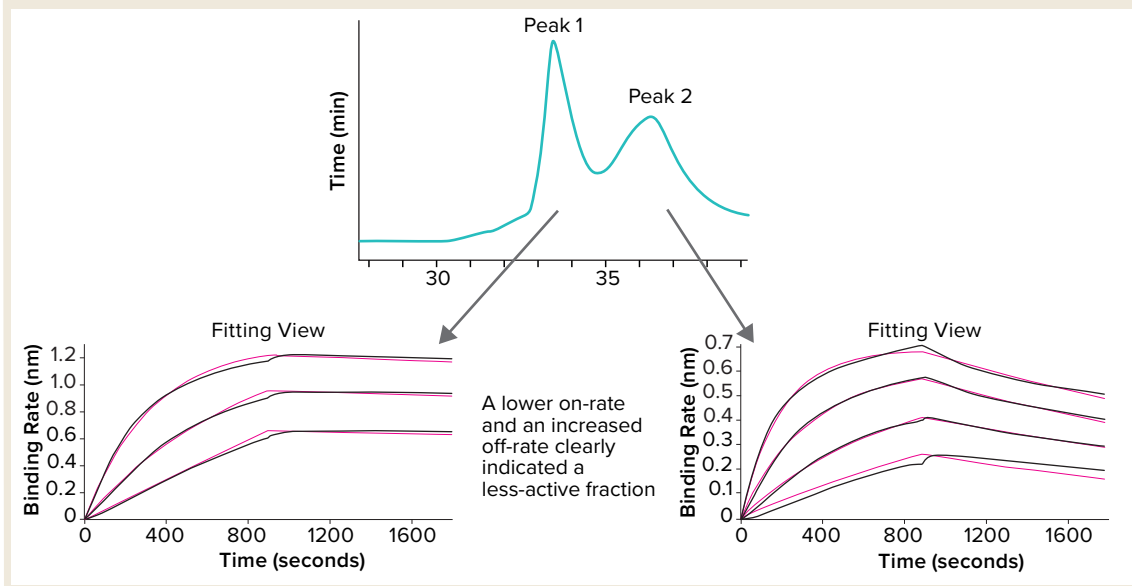 Peak 1
Peak 2
Time (min)
30
35
Fitting View
Binding Rate (nm)
1.2
1.0
0.8
0.6
0.4
0.2
0
0
400
800
1200
1600
Time (seconds)
A lower on-rate
and an increased
off-rate clearly
indicated a
less-active fraction
Fitting View
Binding Rate (nm)
0.7
0.6
0.5
0.4
0.3
0.2
0.1
0
0
400
800
1200
1600
Time (seconds)